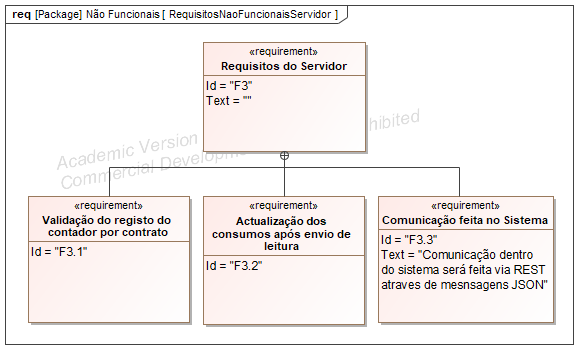 req [Package] Não Funcionais [ RequisitosNaoFuncionaisServidor ]
«requirement»
Requisitos do Servidor
Id = "F3"
Text = ""
Academic Version
Commercial Development
hibited
«requirement»
Validação do registo do
contador por contrato
Id = "F3.1"
«requirement»
Actualização dos
consumos após envio de
leitura
Id = "F3.2"
«requirement»
Comunicação feita no Sistema
Id = "F3.3"
Text = "Comunicação dentro
do sistema será feita via REST
atraves de mesnsagens JSON"